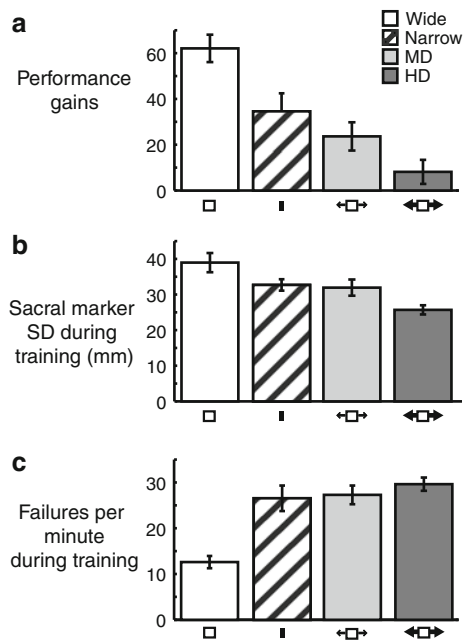 a
Wide
Narrow
MD
HD
Performance
gains
60
40
20
0
b
Sacral marker
SD during
training (mm)
40
30
20
10
0
c
Failures per
minute
during training
30
20
10
0